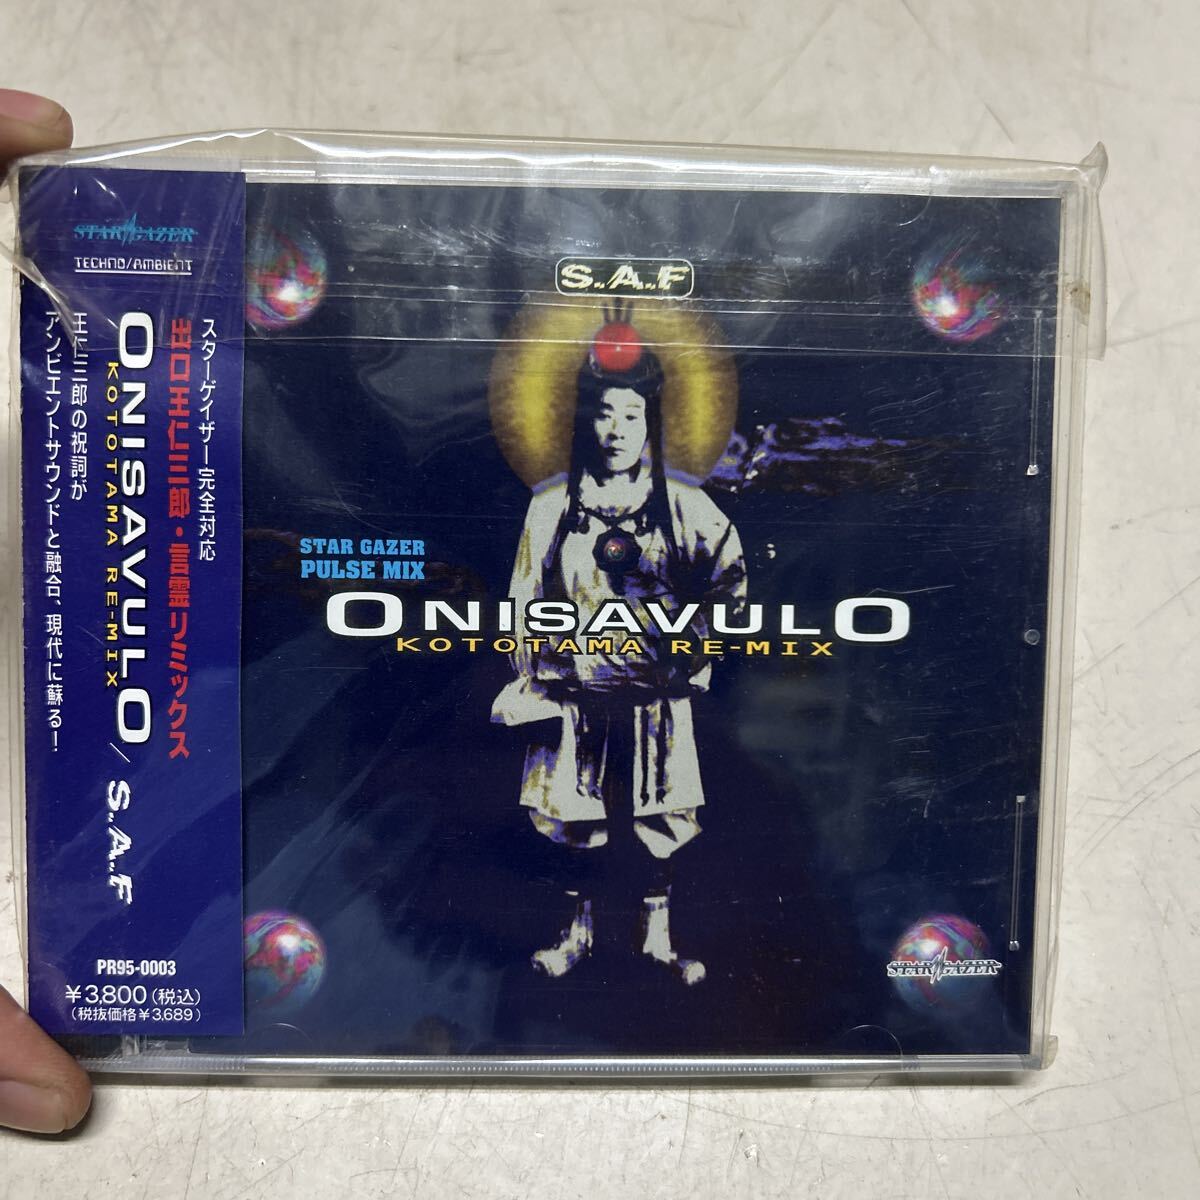 STAR GAZER
TECHNO/AMBIENT
スターゲイザー完全対応
出口王仁三郎・言霊リミックス
ONISAVULO / S.A.F
KOTOTAMA RE-MIX
王仁三郎の祝詞が
アンビエントサウンドと融合、現代に蘇る!
PR95-0003
¥3,800(税込)
(税抜価格¥3,689)
S.A.F
STAR GAZER
PULSE MIX
ONISAVULO
KOTOTAMA RE-MIX
STAR GAZER